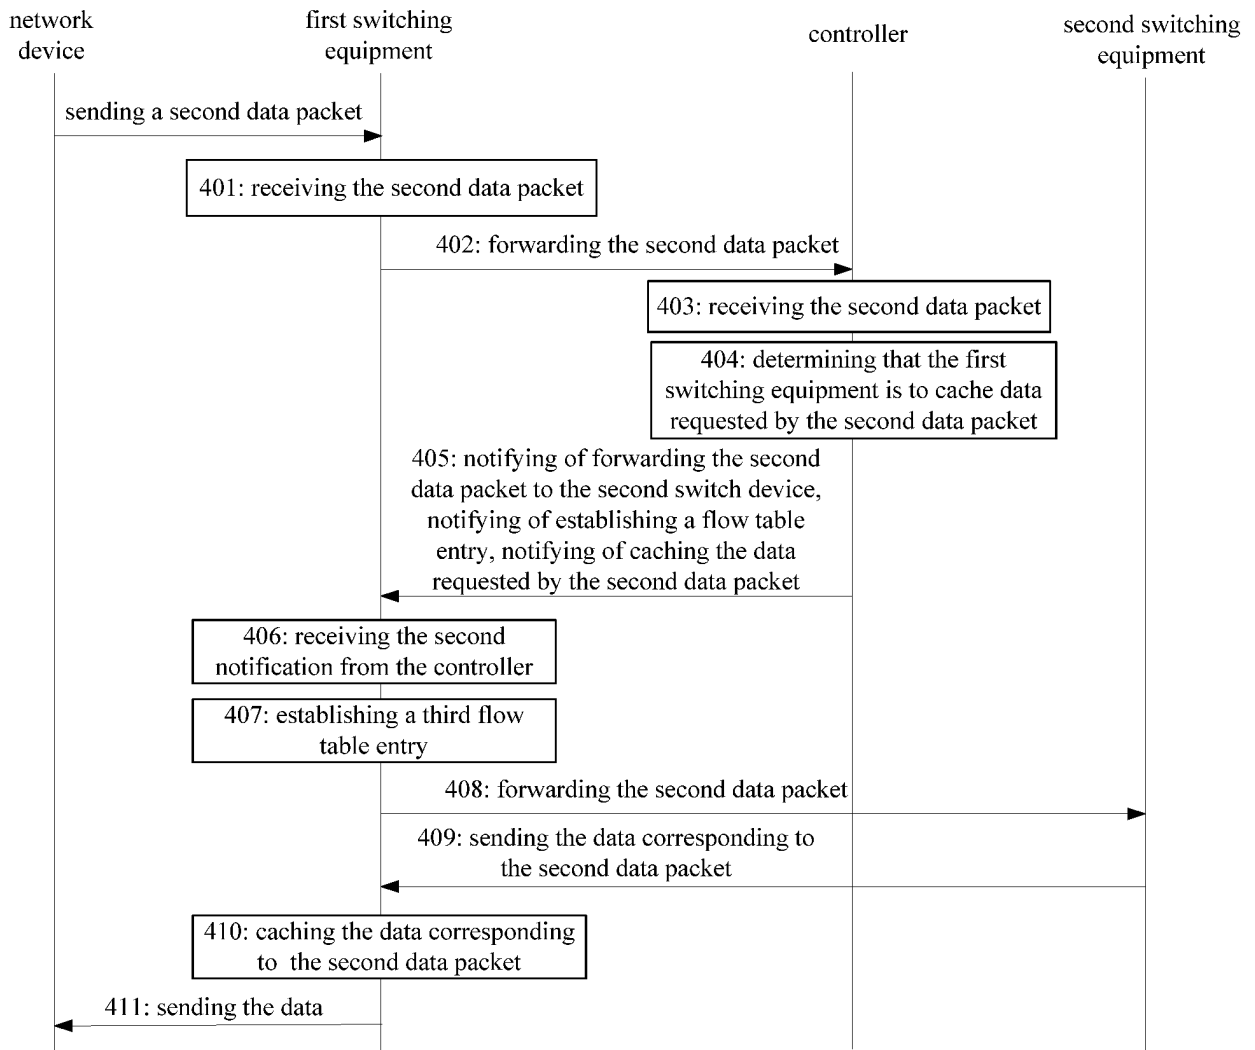 network
device
first switching
equipment
controller
second switching
equipment
sending a second data packet
401: receiving the second data packet
402: forwarding the second data packet
403: receiving the second data packet
404: determining that the first
switching equipment is to cache data
requested by the second data packet
405: notifying of forwarding the second
data packet to the second switch device,
notifying of establishing a flow table
entry, notifying of caching the data
requested by the second data packet
406: receiving the second
notification from the controller
407: establishing a third flow
table entry
408: forwarding the second data packet
409: sending the data corresponding to
the second data packet
410: caching the data corresponding
to the second data packet
411: sending the data